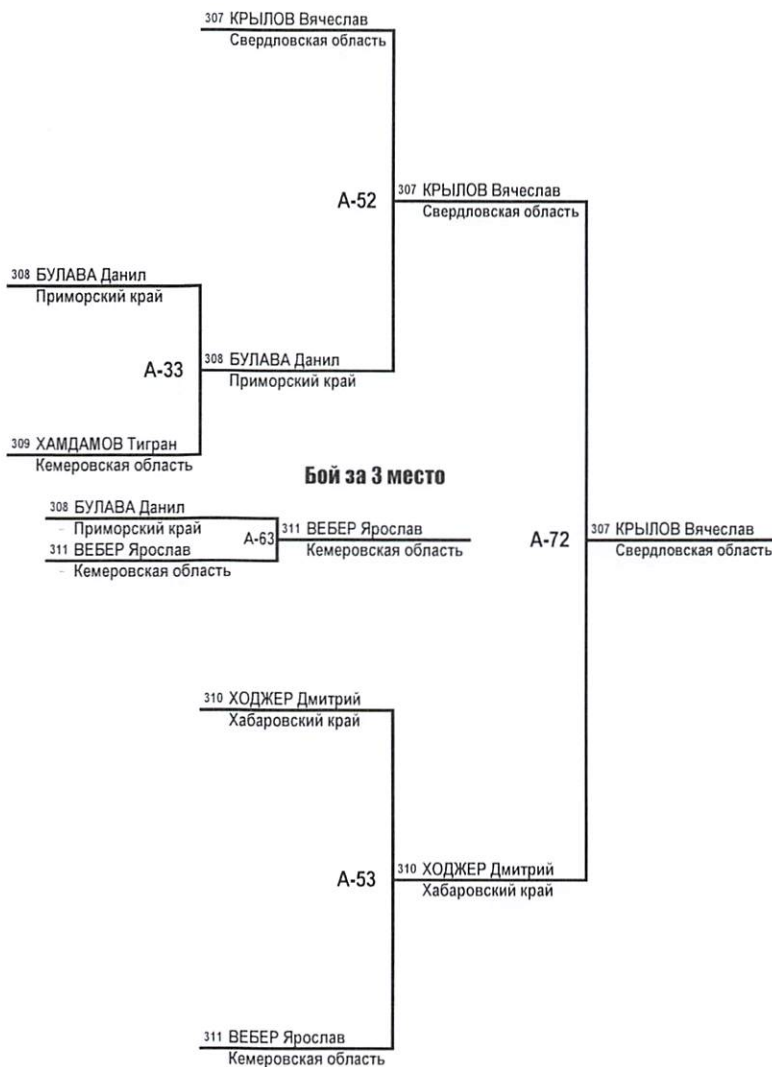 307 КРЫЛОВ Вячеслав
Свердловская область
А-52
307 КРЫЛОВ Вячеслав
Свердловская область
308 БУЛАВА Данил
Приморский край
А-33
308 БУЛАВА Данил
Приморский край
309 ХАМДАМОВ Тигран
Кемеровская область
Бой за 3 место
308 БУЛАВА Данил
Приморский край
А-63
311 ВЕБЕР Ярослав
Кемеровская область
311 ВЕБЕР Ярослав
Кемеровская область
А-72
307 КРЫЛОВ Вячеслав
Свердловская область
310 ХОДЖЕР Дмитрий
Хабаровский край
А-53
310 ХОДЖЕР Дмитрий
Хабаровский край
311 ВЕБЕР Ярослав
Кемеровская область